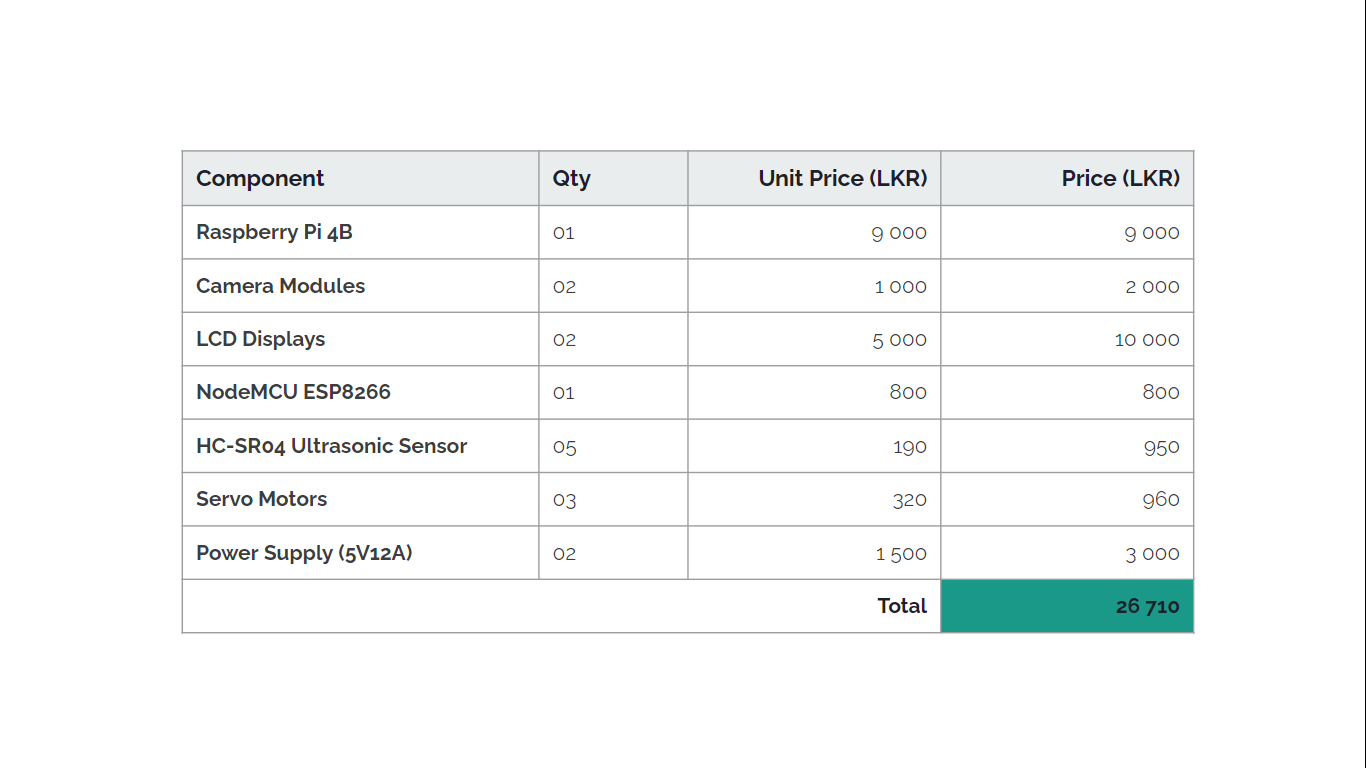 Component Qty Unit Price (LKR) Price (LKR)
Raspberry Pi 4B 01 9 000 9 000
Camera Modules 02 1 000 2 000
LCD Displays 02 5 000 10 000
NodeMCU ESP8266 01 800 800
HC-SR04 Ultrasonic Sensor 05 190 950
Servo Motors 03 320 960
Power Supply (5V12A) 02 1 500 3 000
Total 26 710